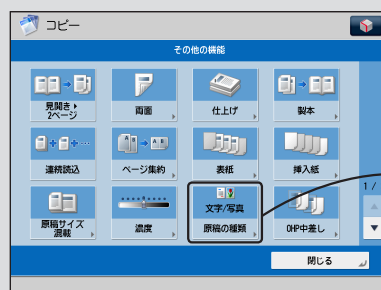 コピー
その他の機能
見開き▸
2ページ
両面
仕上げ
製本
連続読込
ページ集約
表紙
挿入紙
原稿サイズ
混載
濃度
文字/写真
原稿の種類
OHP中差し
1 /
閉じる